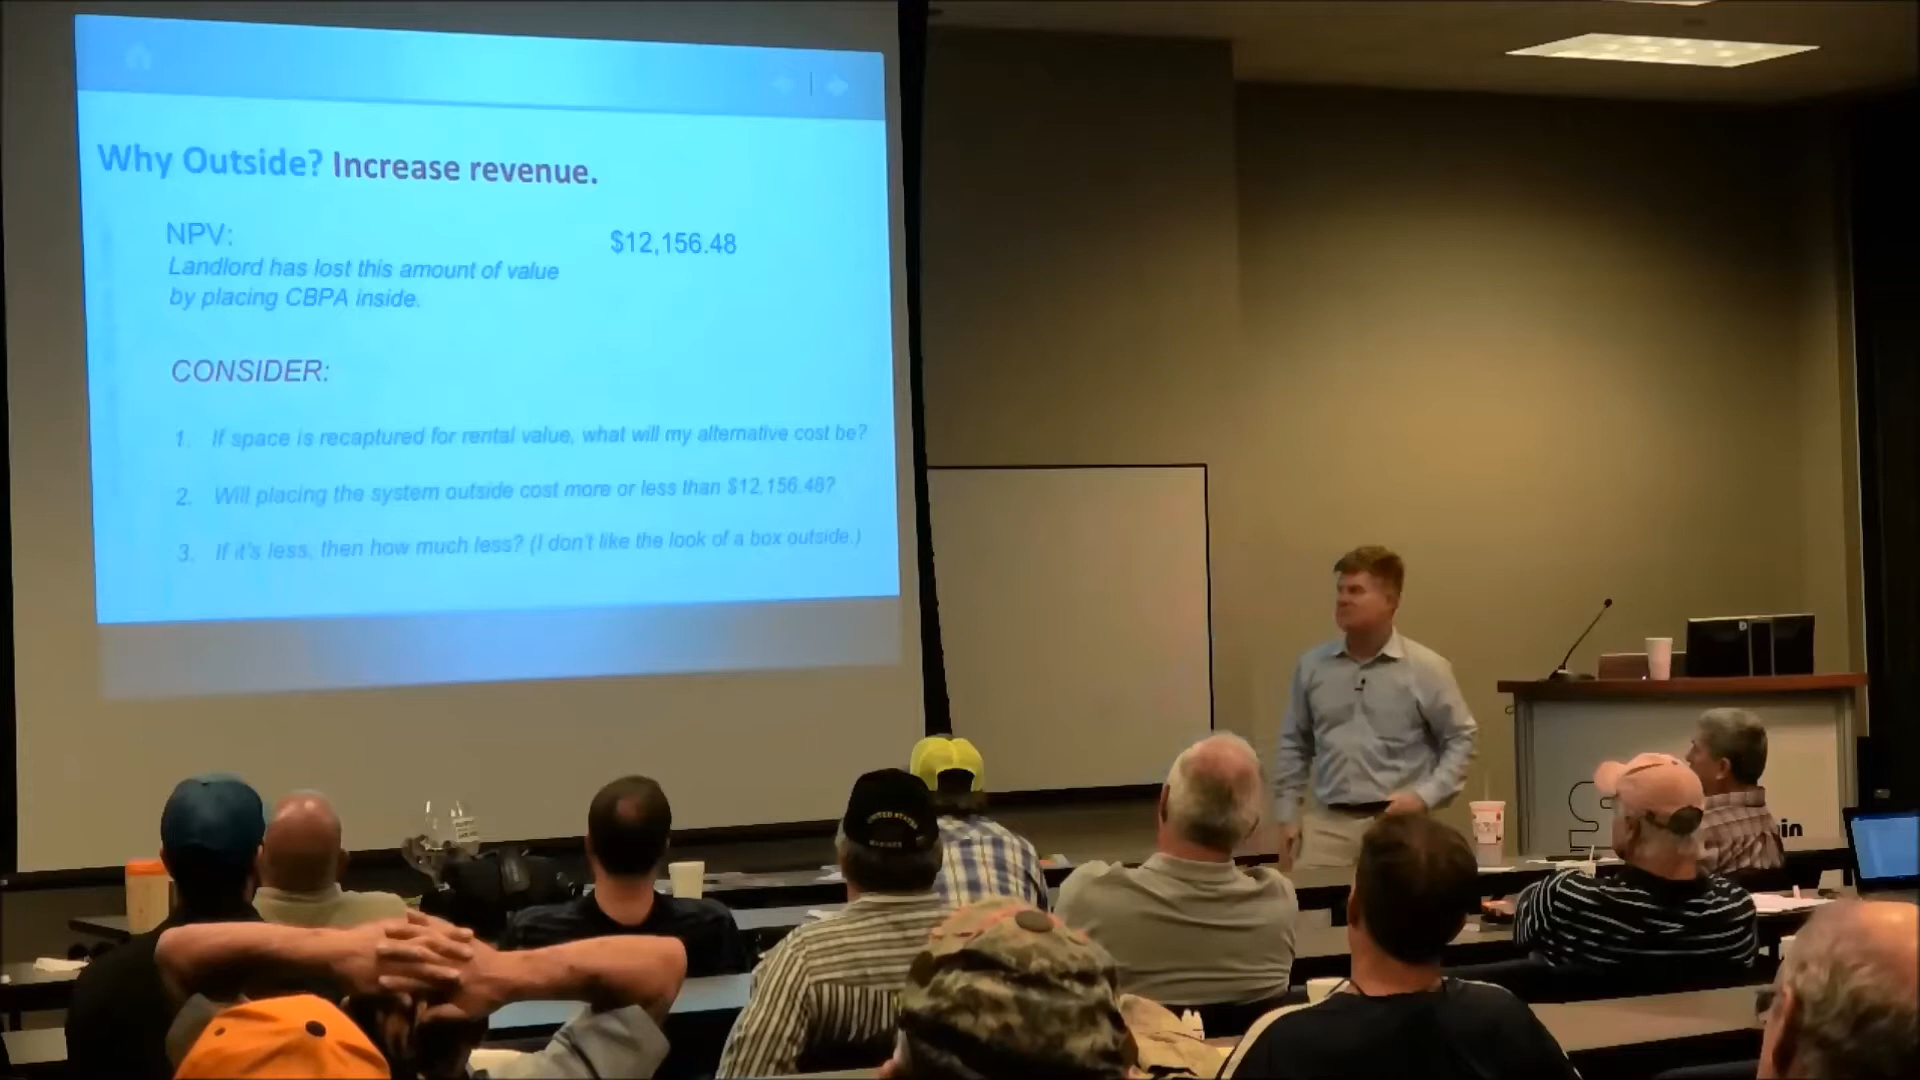 Why Outside? Increase revenue.
NPV:
$12,156.48
Landlord has lost this amount of value
by placing CBPA inside.
CONSIDER:
1. If space is recaptured for rental value, what will my alternative cost be?
2. Will placing the system outside cost more or less than $12,156.48?
3. If it's less, then how much less? (I don't like the look of a box outside.)
UNITED STATES